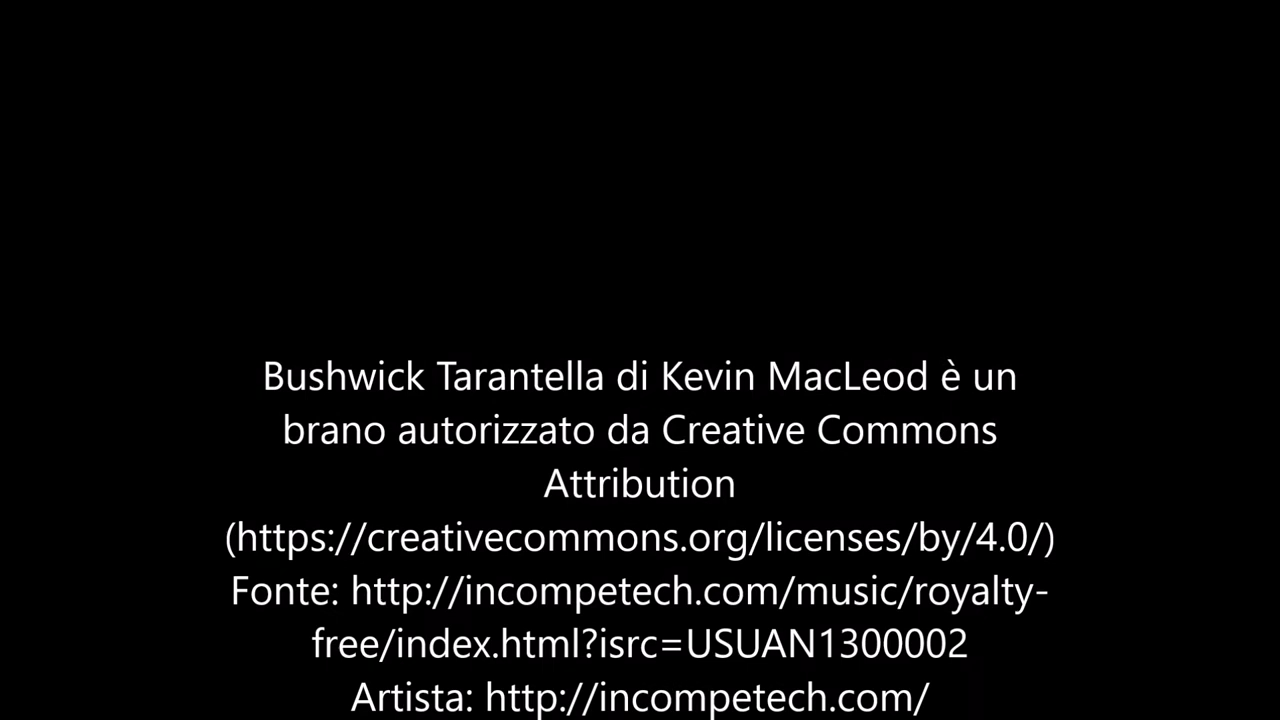 Bushwick Tarantella di Kevin MacLeod è un
brano autorizzato da Creative Commons
Attribution
(https://creativecommons.org/licenses/by/4.0/)
Fonte: http://incompetech.com/music/royalty-
free/index.html?isrc=USUAN1300002
Artista: http://incompetech.com/